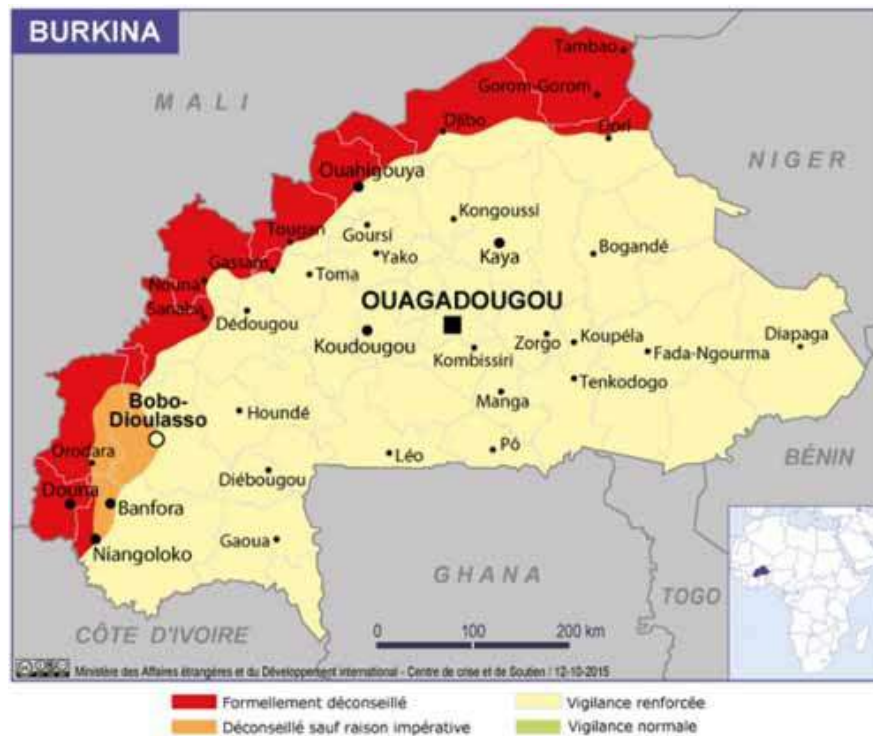 BURKINA
MALI
Tambao
Gorom-Gorom
Djibo
Dori
NIGER
Ouahigouya
Kongoussi
Tougan
Goursi
Kaya
Bogandé
Gassam
Yako
Nouna
Toma
OUAGADOUGOU
Sanaba
Dédougou
Koudougou
Kombissiri
Zorgo
Koupéla
Diapaga
Fada-Ngourma
Tenkodogo
Bobo-
Dioulasso
Houndé
Manga
Orodara
Léo
Pô
BÉNIN
Diébougou
Douna
Banfora
Niangoloko
Gaoua
GHANA
TOGO
CÔTE D'IVOIRE
0 100 200 km
Ministère des Affaires étrangères et du Développement international - Centre de crise et de Soutien / 12-10-2015
Formellement déconseillé
Vigilance renforcée
Déconseillé sauf raison impérative
Vigilance normale